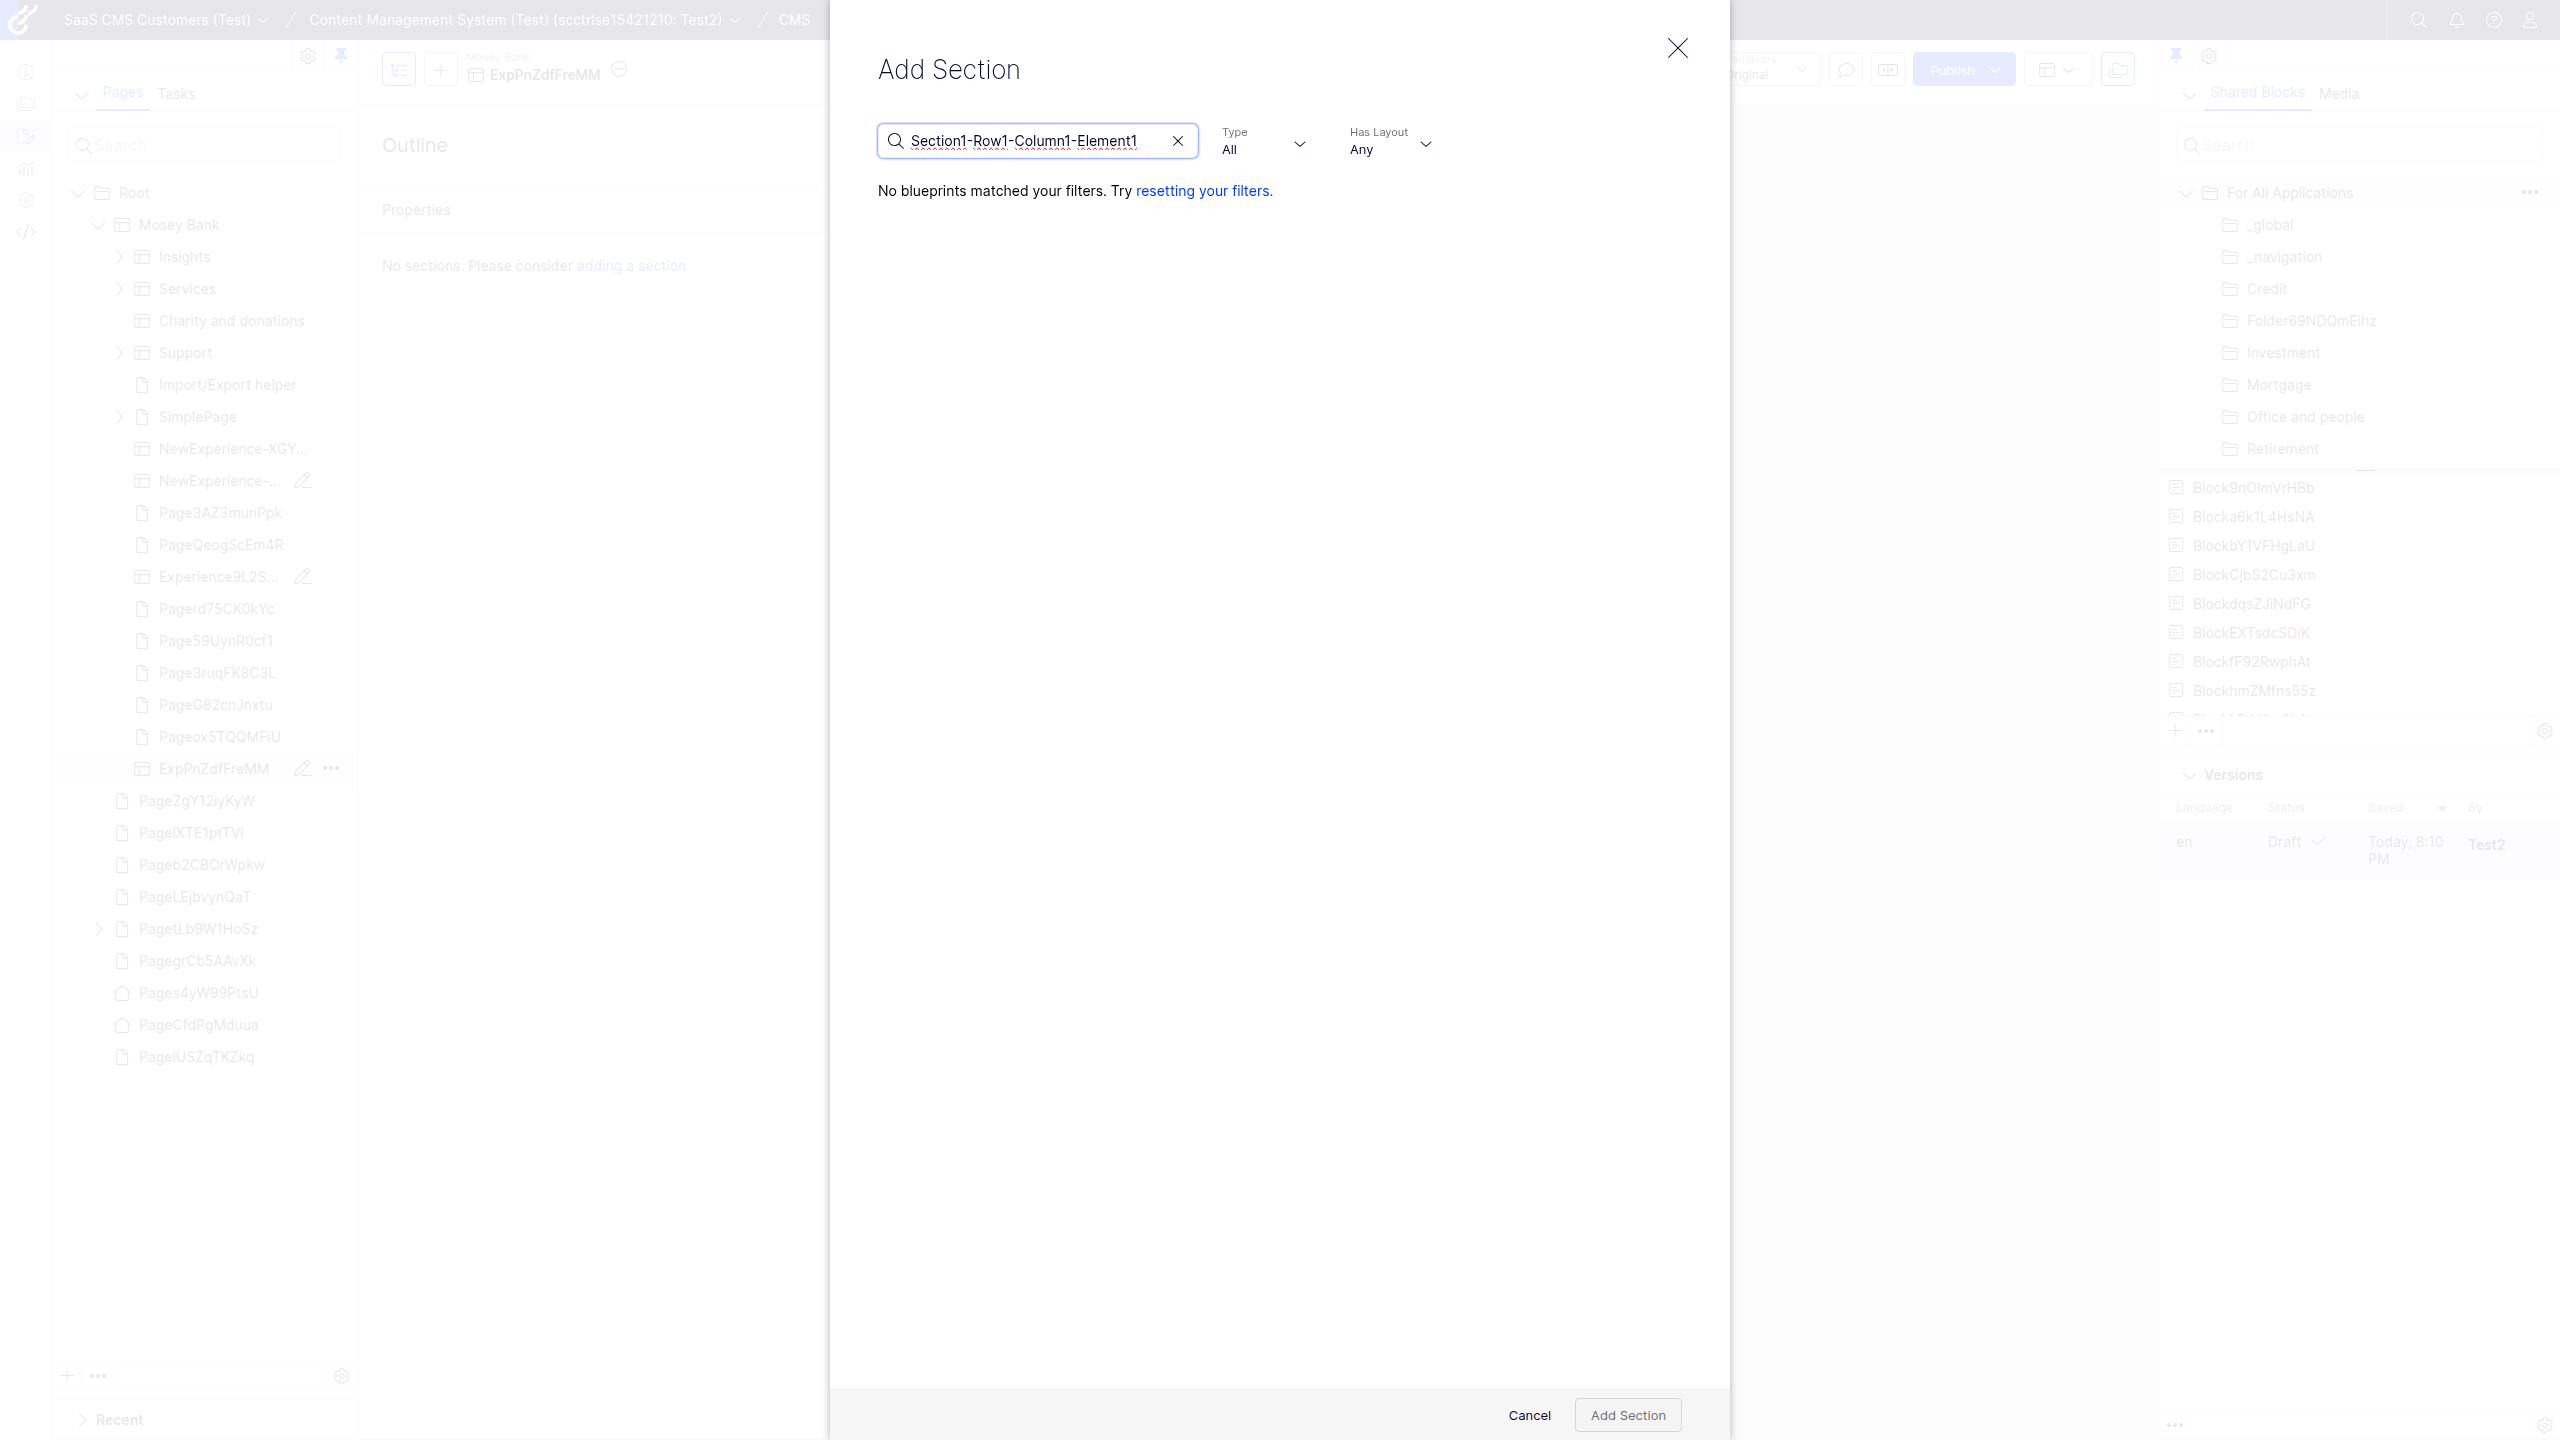 SaaS CMS Customers (Test)
Content Management System (Test) (scctrlse15421210: Test2)
CMS
Pages
Tasks
Search
Root
Mosey Bank
Insights
Services
Charity and donations
Support
Import/Export helper
SimplePage
NewExperience-XGY...
NewExperience-...
Page3AZ3munPpk
PageQeogScEm4R
Experience9L2S...
Pagerd75CK0kYc
Page59UynR0cf1
Page3ruqFK8C3L
PageG82cnJnxtu
Pageox5TQQMFiU
ExpPnZdfFreMM
PageZgY12iyKyW
Pageb2CBOrWpkw
PageLEjbvynQaT
PagetLb9W1HoSz
PagegrCb5AAvXk
Pages4yW99PtsU
PageCfdPgMduua
PageiUSZqTKZkq
Recent
Mosey Bank
ExpPnZdfFreMM
Outline
Properties
No sections. Please consider adding a section
Add Section
Section1-Row1-Column1-Element1
Type
All
Has Layout
Any
No blueprints matched your filters. Try resetting your filters.
Cancel
Add Section
Publish
Shared Blocks
Media
Search
For All Applications
_global
_navigation
Credit
Folder69NDQmEihz
Investment
Mortgage
Office and people
Retirement
Blocka6k1L4HsNA
BlockbY1VFHgLaU
BlockCjbS2Cu3xm
BlockdqsZJiNdFG
BlockEXTsdcSDiK
BlockfF92RwphAt
BlockhmZMfns55z
Versions
Language
Status
Saved
By
en
Draft
Today, 8:10
PM
Test2